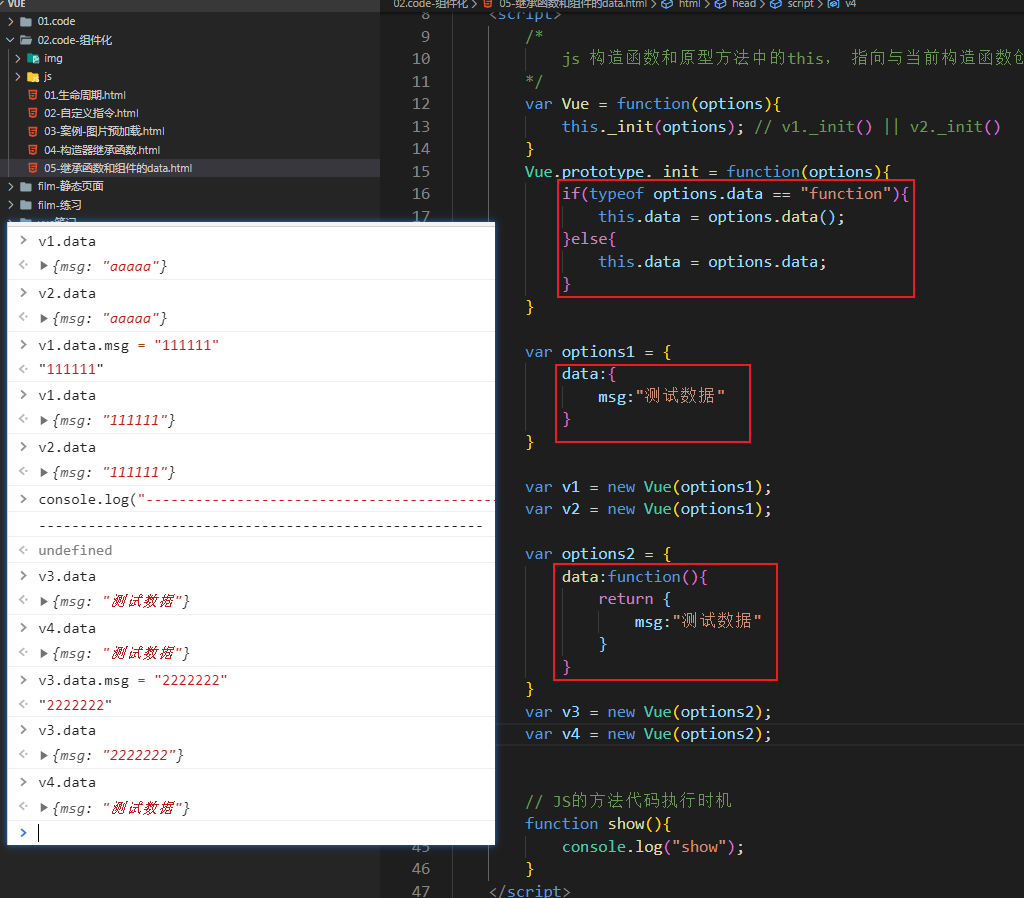 VUE
01.code
02.code-组件化
img
js
01.生命周期.html
02-自定义指令.html
03-案例-图片预加载.html
04-构造器继承函数.html
05-继承函数和组件的data.html
film-静态页面
film-练习
v1.data
{msg: "aaaaa"}
v2.data
{msg: "aaaaa"}
v1.data.msg = "111111"
"111111"
v1.data
{msg: "111111"}
v2.data
{msg: "111111"}
console.log("------------------------------------------
------------------------------------------------------
undefined
v3.data
{msg: "测试数据"}
v4.data
{msg: "测试数据"}
v3.data.msg = "2222222"
"2222222"
v3.data
{msg: "2222222"}
v4.data
{msg: "测试数据"}
02.code-组件化 > 05-继承函数和组件的data.html > html > head > script > v4
8 <script>
9 /*
10 js 构造函数和原型方法中的this， 指向与当前构造函数创
11 */
12 var Vue = function(options){
13 this._init(options); // v1._init() || v2._init()
14 }
15 Vue.prototype._init = function(options){
16 if(typeof options.data == "function"){
17 this.data = options.data();
}else{
this.data = options.data;
}
}
var options1 = {
data:{
msg:"测试数据"
}
}
var v1 = new Vue(options1);
var v2 = new Vue(options1);
var options2 = {
data:function(){
return {
msg:"测试数据"
}
}
}
var v3 = new Vue(options2);
var v4 = new Vue(options2);
// JS的方法代码执行时机
function show(){
45 console.log("show");
46 }
47 </script>